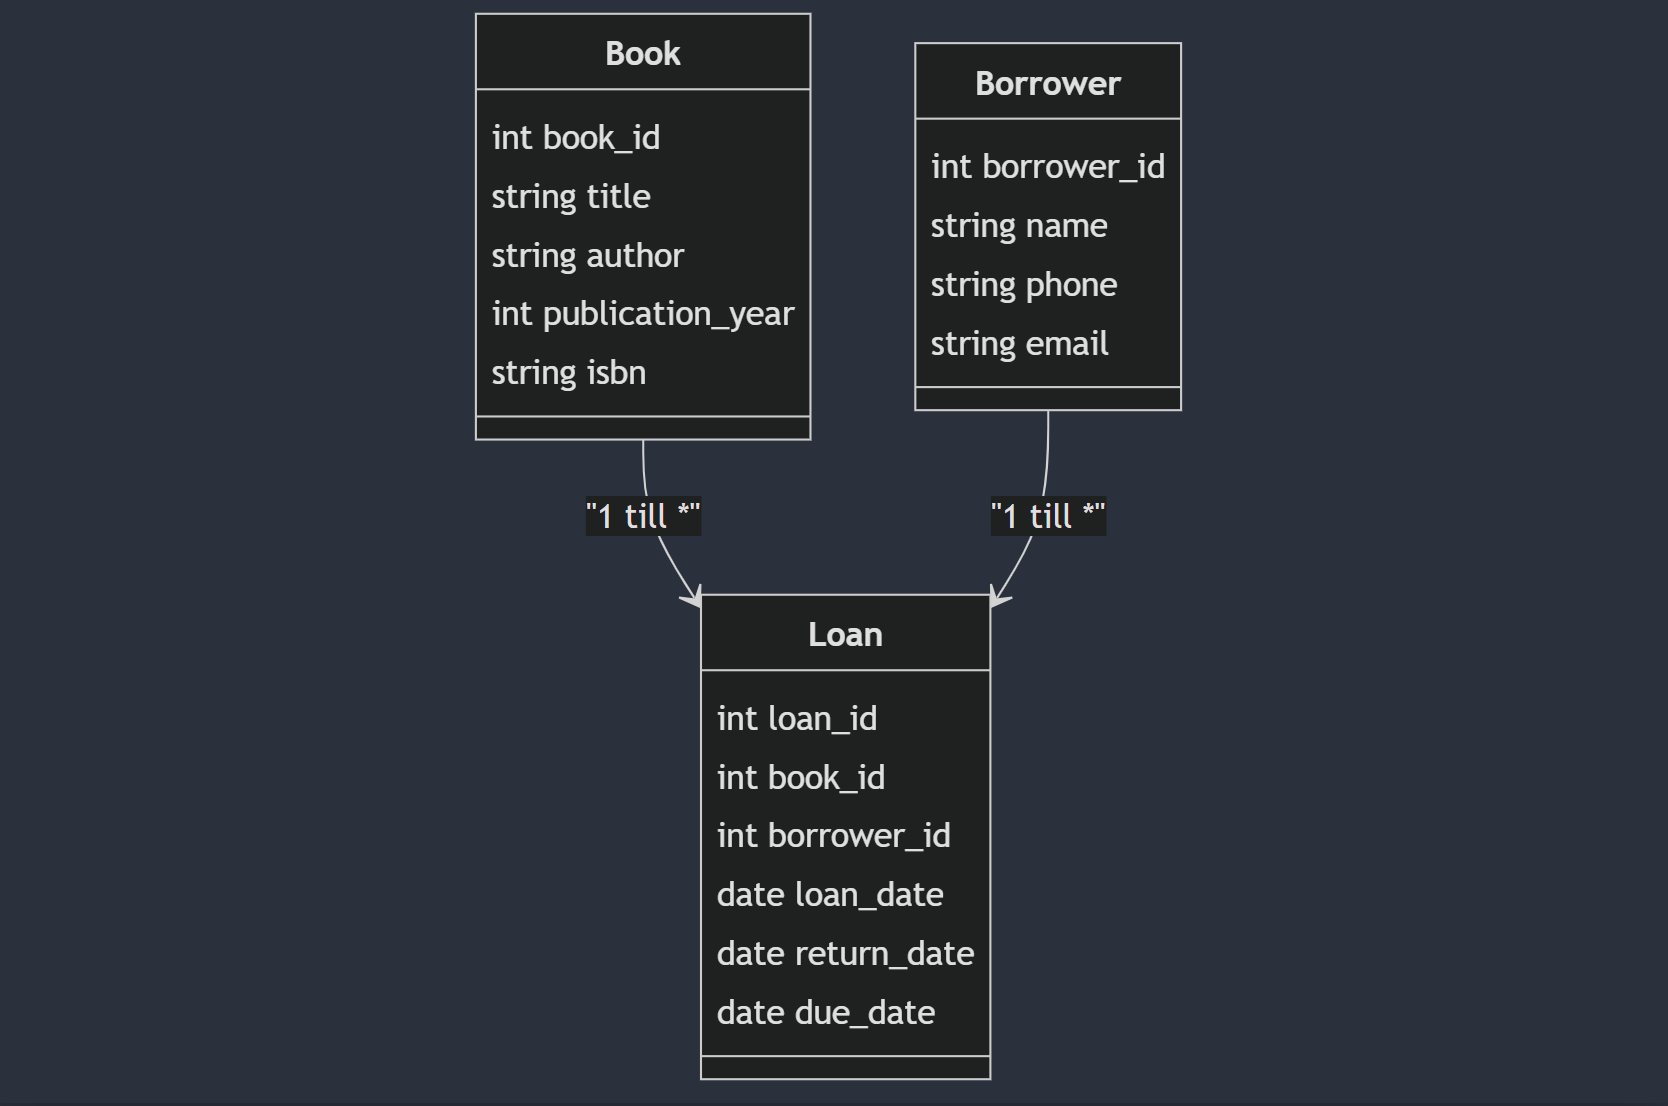 Book
int book_id
string title
string author
int publication_year
string isbn
Borrower
int borrower_id
string name
string phone
string email
"1 till *"
"1 till *"
Loan
int loan_id
int book_id
int borrower_id
date loan_date
date return_date
date due_date